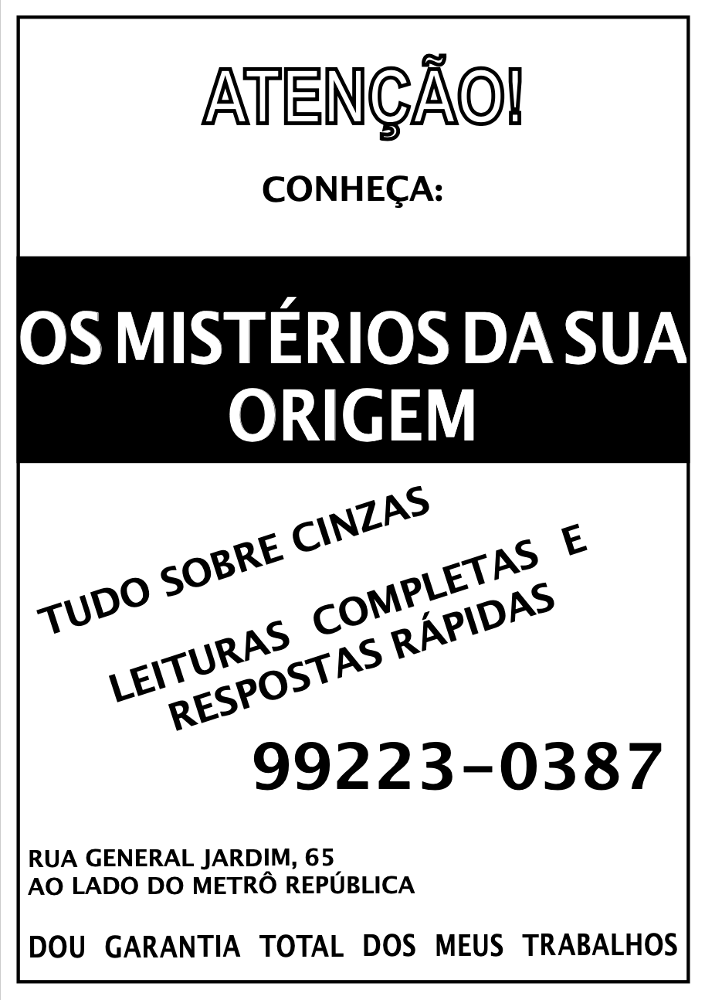 ATENÇÃO!
CONHEÇA:
OS MISTÉRIOS DA SUA
ORIGEM
TUDO SOBRE CINZAS
LEITURAS COMPLETAS E
RESPOSTAS RÁPIDAS
99223-0387
RUA GENERAL JARDIM, 65
AO LADO DO METRÔ REPÚBLICA
DOU GARANTIA TOTAL DOS MEUS TRABALHOS